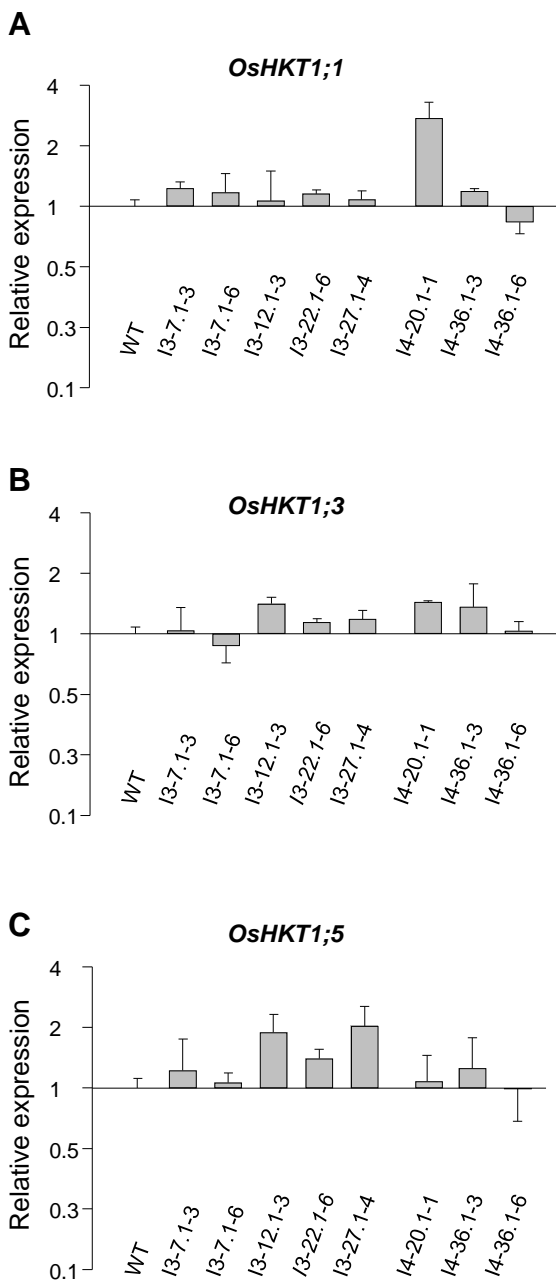 A
OsHKT1;1
Relative expression
4
2
1
0.5
0.3
0.1
WT
I3-7.1-3
I3-7.1-6
I3-12.1-3
I3-22.1-6
I3-27.1-4
I4-20.1-1
I4-36.1-3
I4-36.1-6
B
OsHKT1;3
Relative expression
4
2
1
0.5
0.3
0.1
WT
I3-7.1-3
I3-7.1-6
I3-12.1-3
I3-22.1-6
I3-27.1-4
I4-20.1-1
I4-36.1-3
I4-36.1-6
C
OsHKT1;5
Relative expression
4
2
1
0.5
0.3
0.1
WT
I3-7.1-3
I3-7.1-6
I3-12.1-3
I3-22.1-6
I3-27.1-4
I4-20.1-1
I4-36.1-3
I4-36.1-6